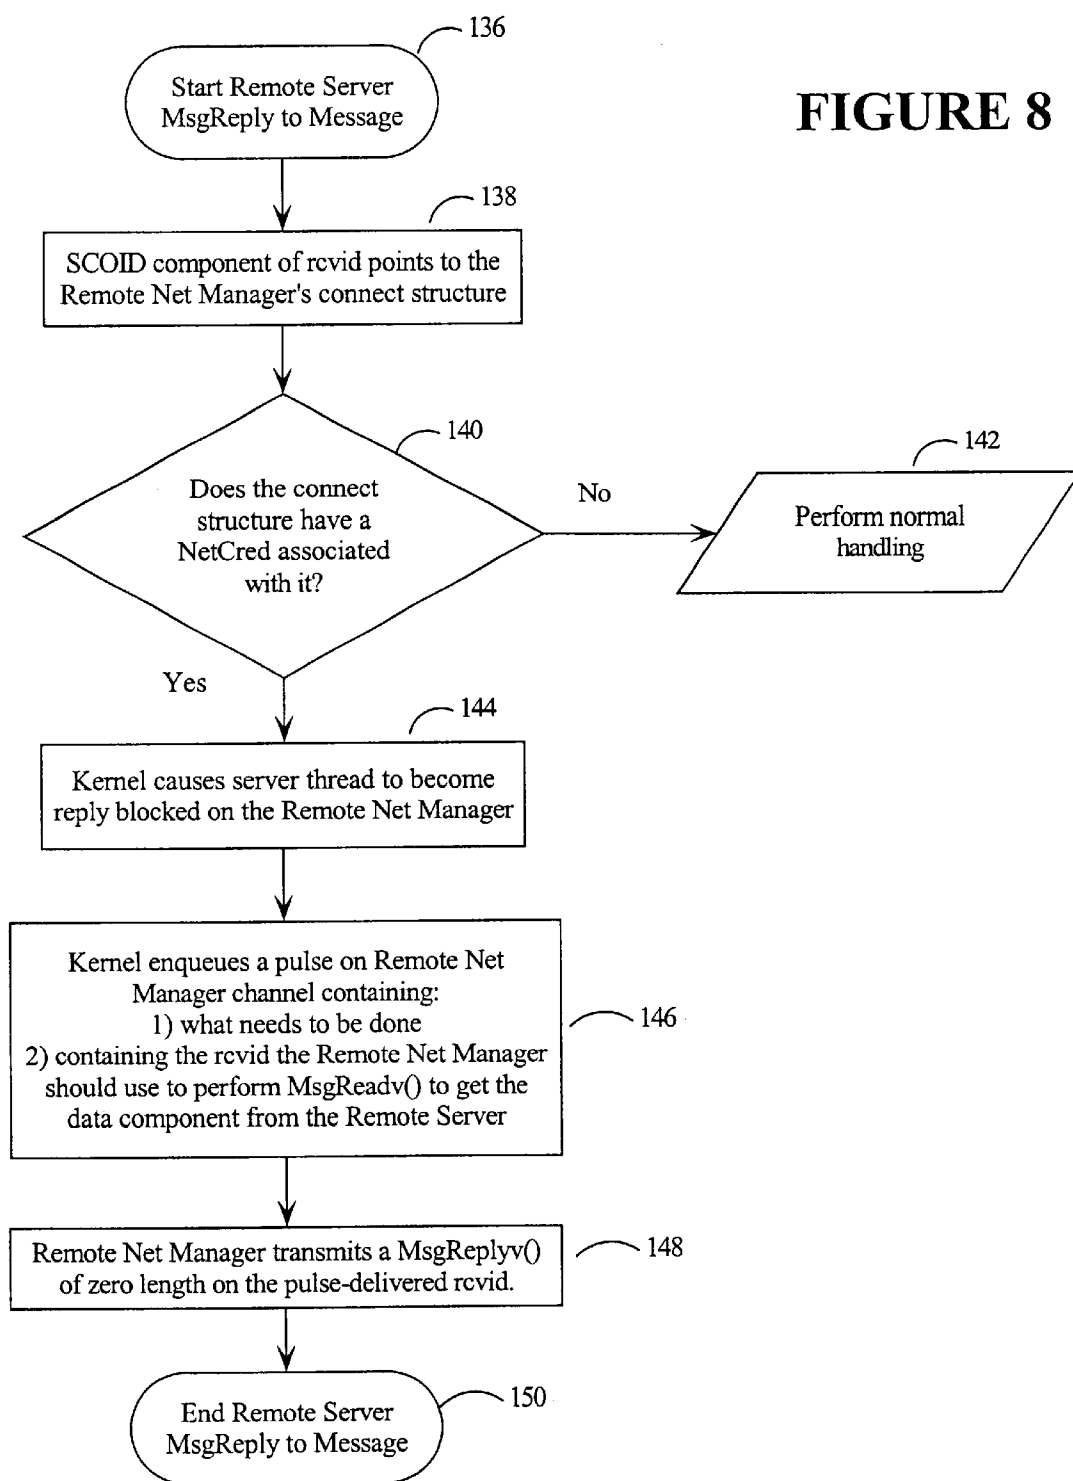 136
Start Remote Server
MsgReply to Message
FIGURE 8
138
SCOID component of rcvid points to the
Remote Net Manager's connect structure
140
Does the connect
structure have a
NetCred associated
with it?
No
142
Perform normal
handling
Yes
144
Kernel causes server thread to become
reply blocked on the Remote Net Manager
Kernel enqueues a pulse on Remote Net
Manager channel containing:
1) what needs to be done
2) containing the rcvid the Remote Net Manager
should use to perform MsgReadv() to get the
data component from the Remote Server
146
Remote Net Manager transmits a MsgReplyv()
of zero length on the pulse-delivered rcvid.
148
End Remote Server
MsgReply to Message
150